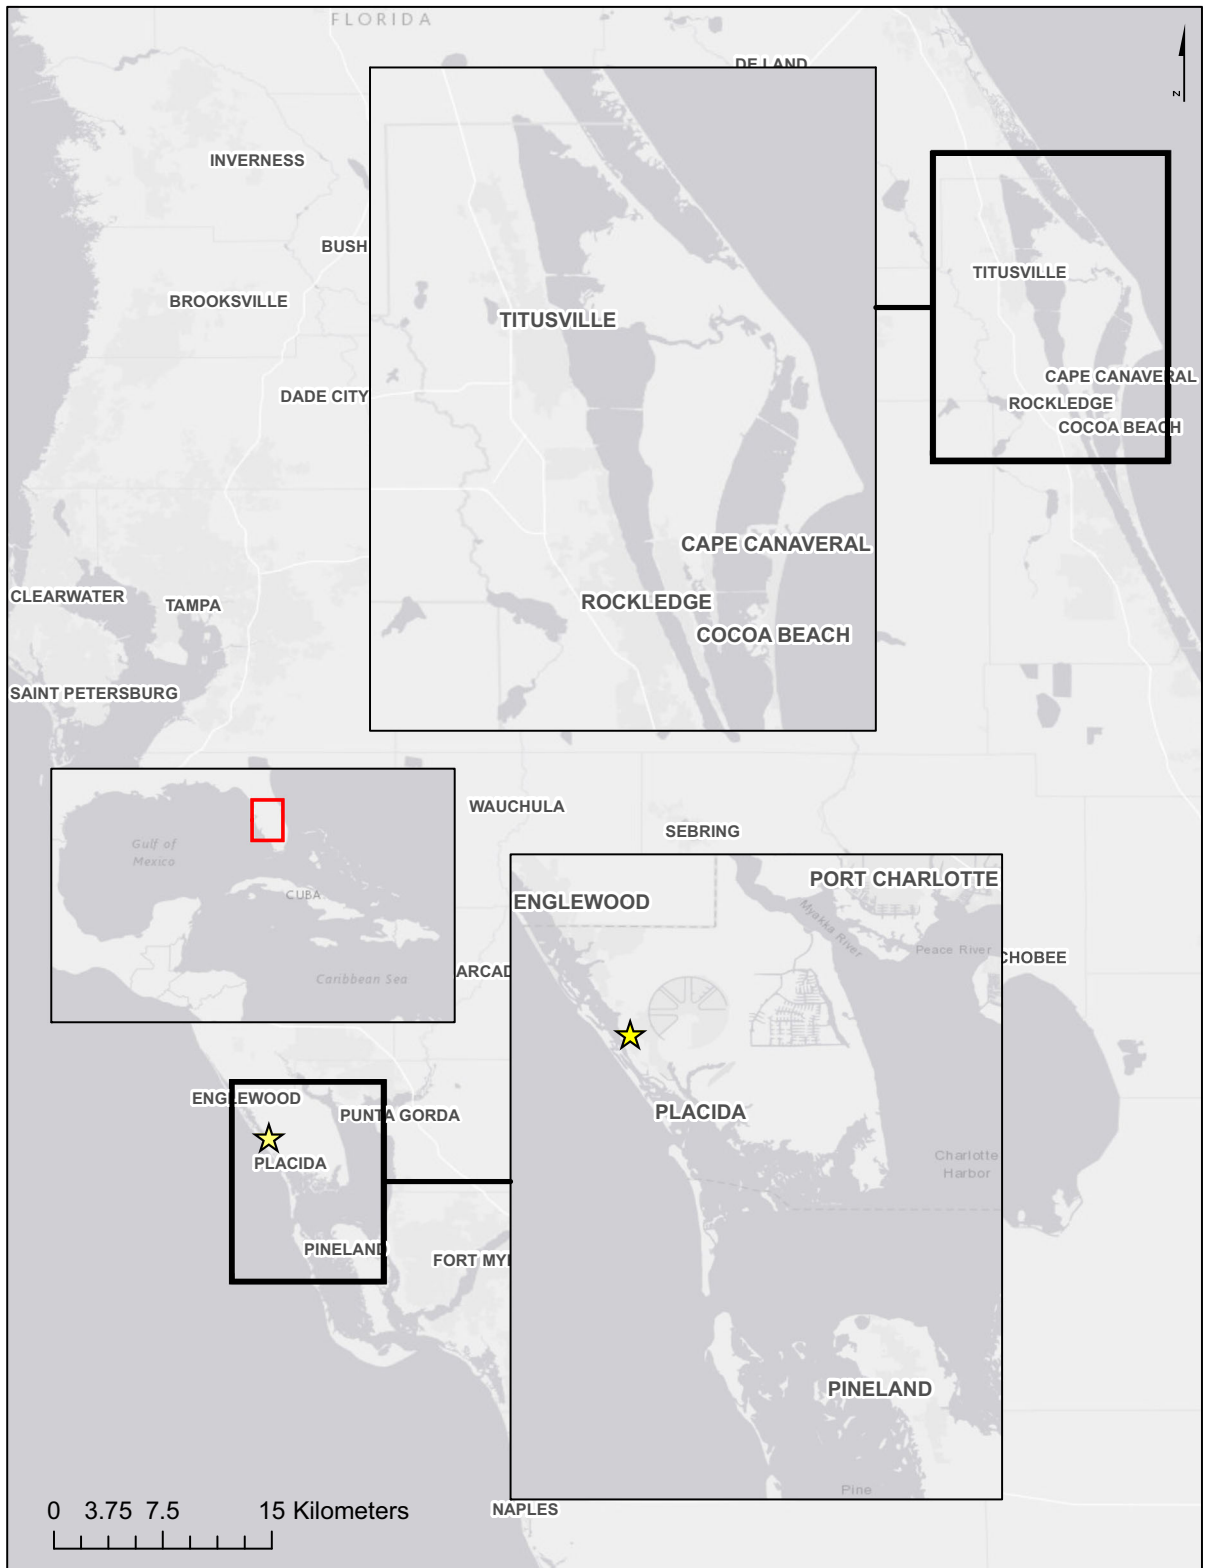 FLORIDA
DE LAND
z
INVERNESS
BUSH
BROOKSVILLE
TITUSVILLE
TITUSVILLE
DADE CITY
CAPE CANAVERAL
ROCKLEDGE
COCOA BEACH
CAPE CANAVERAL
CLEARWATER
TAMPA
ROCKLEDGE
COCOA BEACH
SAINT PETERSBURG
WAUCHULA
SEBRING
Gulf of
Mexico
CUBA
Caribbean Sea
PORT CHARLOTTE
ENGLEWOOD
Myakka River
Peace River
ARCAD
CHOBEE
ENGLEWOOD
PUNTA GORDA
PLACIDA
PLACIDA
Charlotte
Harbor
PINELAND
FORT MY
PINELAND
Pine
0 3.75 7.5 15 Kilometers
NAPLES